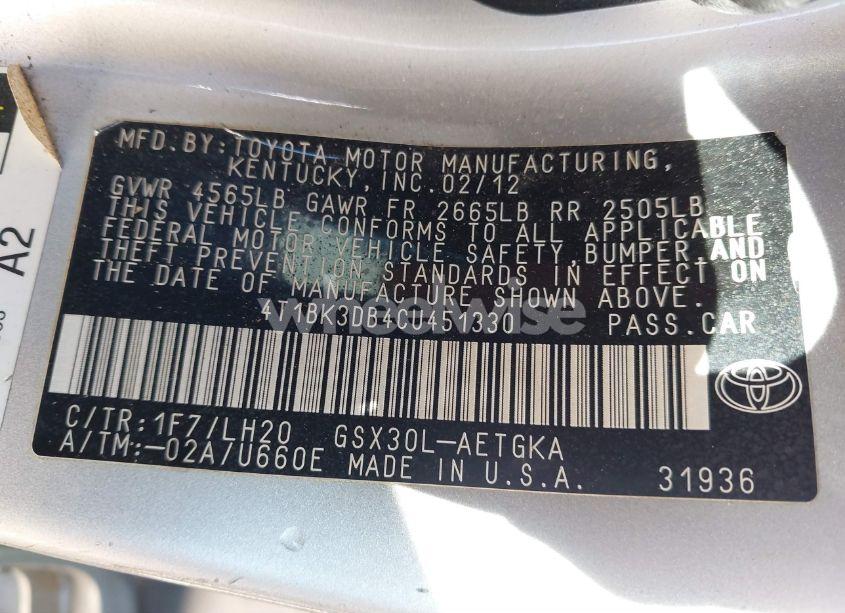 MFD. BY: TOYOTA MOTOR MANUFACTURING,
KENTUCKY, INC. 02/12
GVWR 4565LB GAWR FR 2665LB RR 2505LB
THIS VEHICLE CONFORMS TO ALL APPLICABLE
FEDERAL MOTOR VEHICLE SAFETY, BUMPER, AND
THEFT PREVENTION STANDARDS IN EFFECT ON
THE DATE OF MANUFACTURE SHOWN ABOVE.
4T1BK3DB4CU451330 PASS. CAR
wheelwise
C/TR: 1F7/LH20 GSX30L-AETGKA
A/TM:-02A/U660E MADE IN U.S.A. 31936
A2